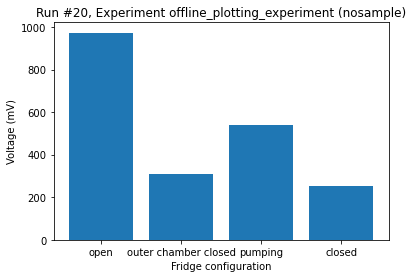 Run #20, Experiment offline_plotting_experiment (nosample)
1000
800
600
400
200
0
Voltage (mV)
open outer chamber closed pumping closed
Fridge configuration